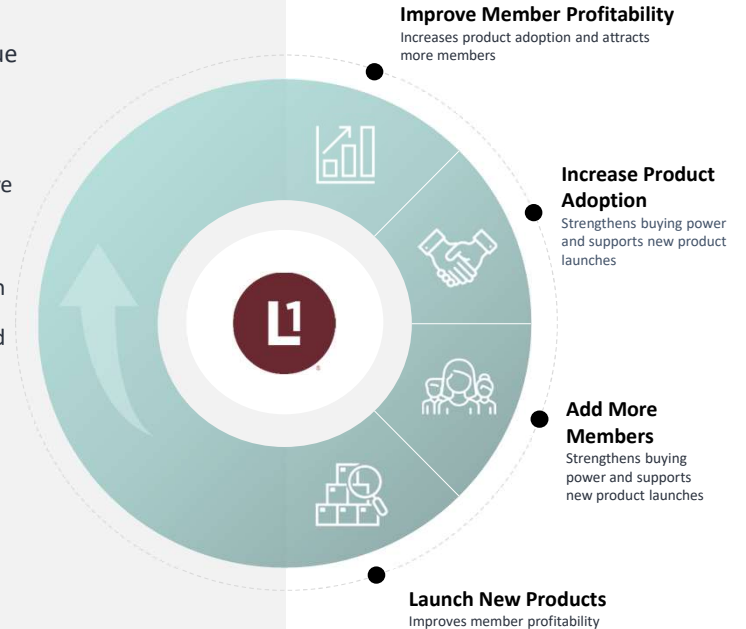 Improve Member Profitability
Increases product adoption and attracts
more members
Increase Product
Adoption
Strengthens buying power
and supports new product
launches
L1
Add More
Members
Strengthens buying
power and supports
new product launches
Launch New Products
Improves member profitability